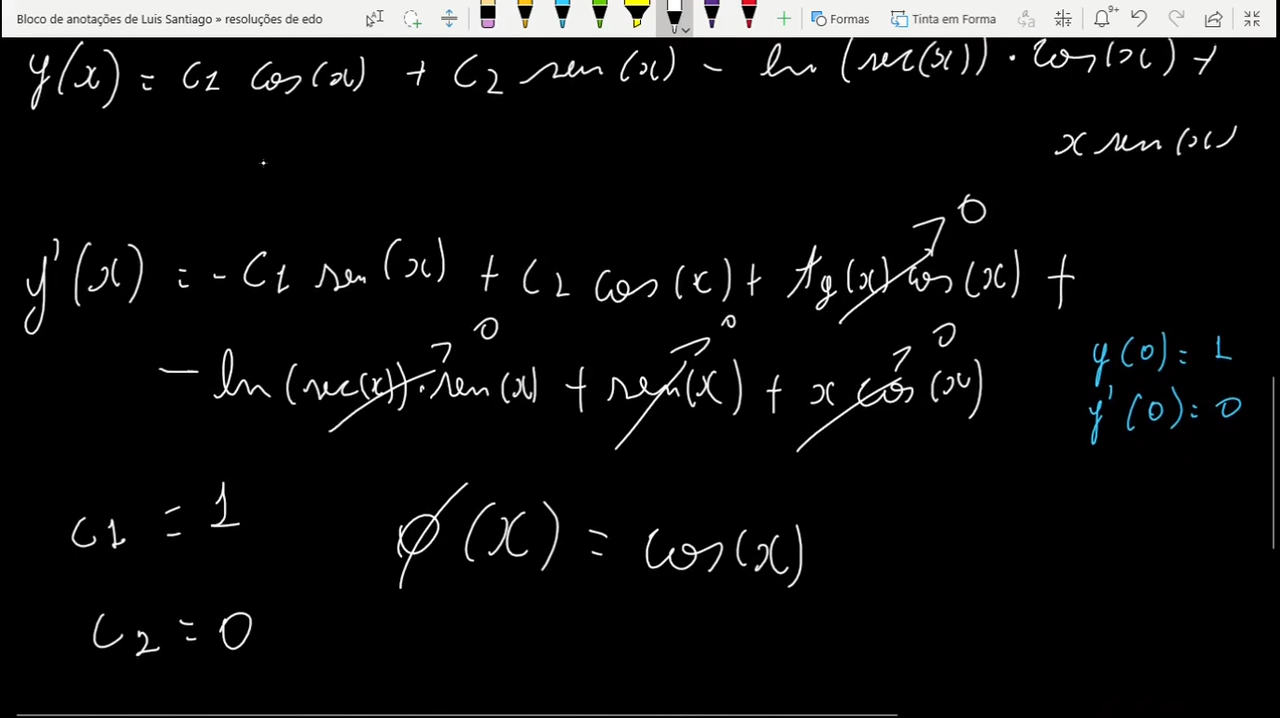 Bloco de anotações de Luis Santiago » resoluções de edo
Formas
Tinta em Forma
9+
y(x) = C1 cos(x) + C2 sen(x) - ln(sec(x)) · cos(x) +
x sen(x)
y'(x) = -C1 sen(x) + C2 cos(x) + tg(x) cos(x) +
0
- ln(sec(x)) · sen(x) + sen(x) + x cos(x)
0 0 0
y(0) = 1
y'(0) = 0
C1 = 1
ϕ(x) = cos(x)
C2 = 0